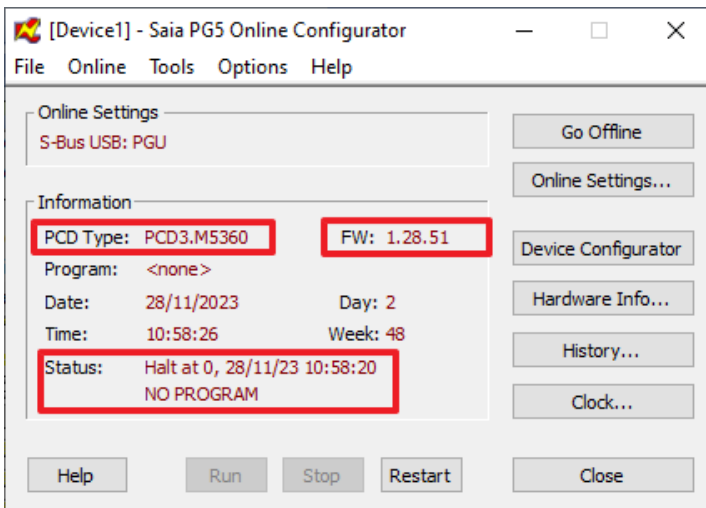 [Device1] - Saia PG5 Online Configurator
File Online Tools Options Help
Online Settings
S-Bus USB: PGU
Go Offline
Online Settings...
Information
PCD Type: PCD3.M5360 FW: 1.28.51
Device Configurator
Program: <none>
Date: 28/11/2023 Day: 2
Hardware Info...
Time: 10:58:26 Week: 48
History...
Status: Halt at 0, 28/11/23 10:58:20
NO PROGRAM
Clock...
Help Run Stop Restart Close